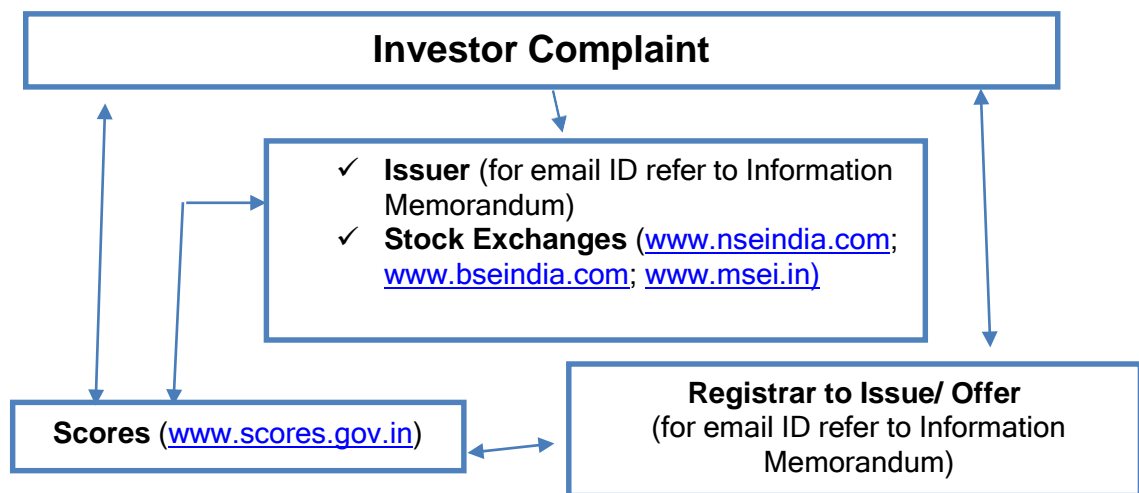 Investor Complaint
✓ Issuer (for email ID refer to Information
Memorandum)
✓ Stock Exchanges (www.nseindia.com;
www.bseindia.com; www.msei.in)
Registrar to Issue/ Offer
(for email ID refer to Information
Memorandum)
Scores (www.scores.gov.in)